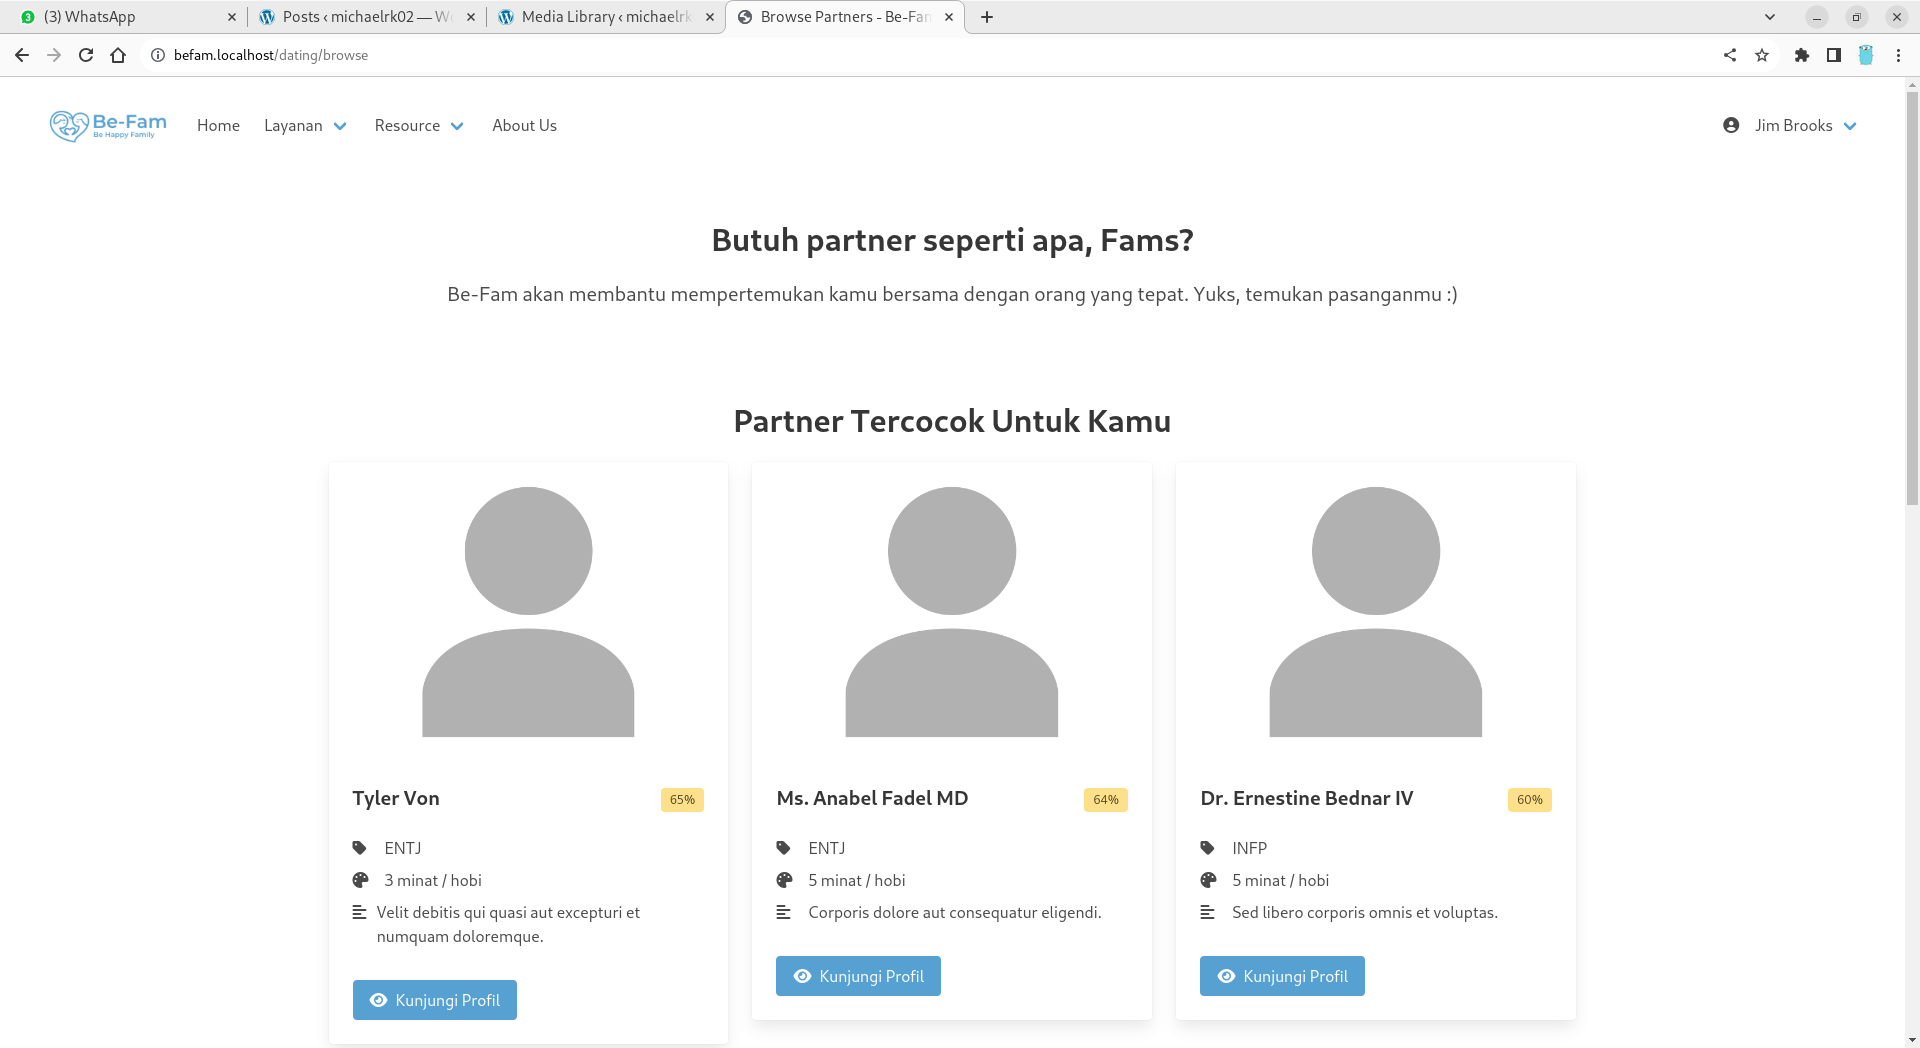 (3) WhatsApp
Posts ‹ michaelrk02 — W
Media Library ‹ michaelrk
Browse Partners - Be-Fam
befam.localhost/dating/browse
Be-Fam
Be Happy Family
Home
Layanan
Resource
About Us
Jim Brooks
Butuh partner seperti apa, Fams?
Be-Fam akan membantu mempertemukan kamu bersama dengan orang yang tepat. Yuks, temukan pasanganmu :)
Partner Tercocok Untuk Kamu
Tyler Von
65%
ENTJ
3 minat / hobi
Velit debitis qui quasi aut excepturi et
numquam doloremque.
Kunjungi Profil
Ms. Anabel Fadel MD
64%
ENTJ
5 minat / hobi
Corporis dolore aut consequatur eligendi.
Kunjungi Profil
Dr. Ernestine Bednar IV
60%
INFP
5 minat / hobi
Sed libero corporis omnis et voluptas.
Kunjungi Profil